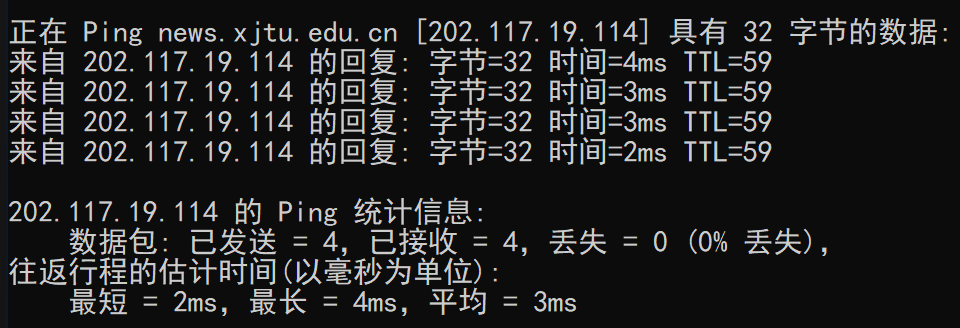 正在 Ping news.xjtu.edu.cn [202.117.19.114] 具有 32 字节的数据:
来自 202.117.19.114 的回复: 字节=32 时间=4ms TTL=59
来自 202.117.19.114 的回复: 字节=32 时间=3ms TTL=59
来自 202.117.19.114 的回复: 字节=32 时间=3ms TTL=59
来自 202.117.19.114 的回复: 字节=32 时间=2ms TTL=59
202.117.19.114 的 Ping 统计信息:
数据包: 已发送 = 4，已接收 = 4，丢失 = 0 (0% 丢失)，
往返行程的估计时间(以毫秒为单位):
最短 = 2ms，最长 = 4ms，平均 = 3ms